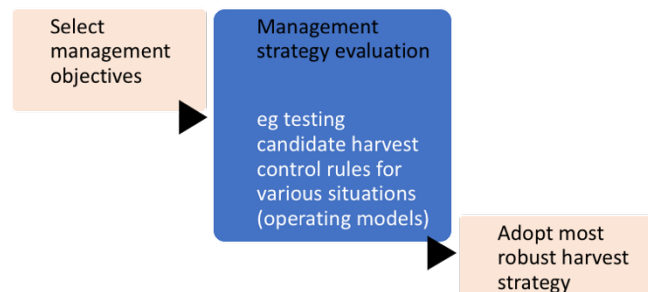 Select
management
objectives
Management
strategy evaluation
eg testing
candidate harvest
control rules for
various situations
(operating models)
Adopt most
robust harvest
strategy